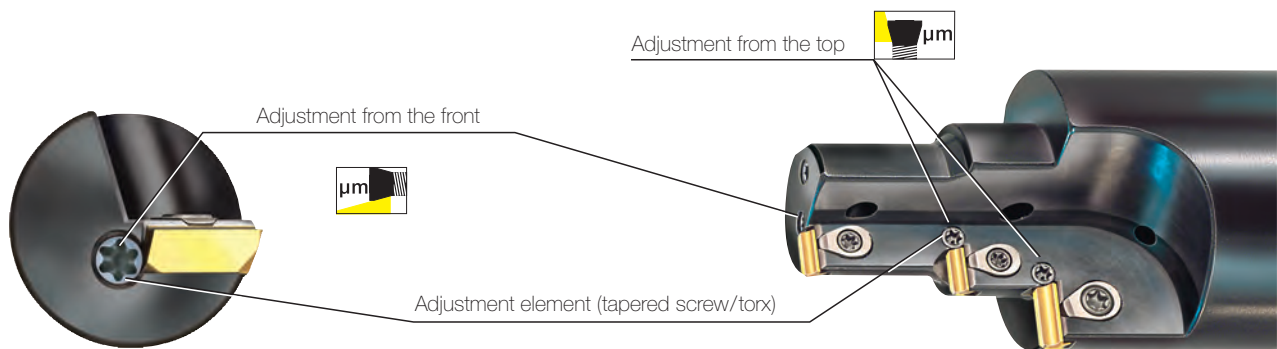 Adjustment from the top
µm
Adjustment from the front
µm
Adjustment element (tapered screw/torx)